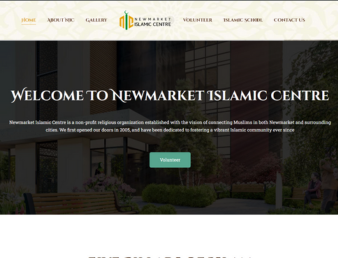 HOME ABOUT NIC GALLERY NEWMARKET ISLAMIC CENTRE VOLUNTEER ISLAMIC SCHOOL CONTACT US
Welcome To Newmarket Islamic Centre
Newmarket Islamic Centre is a non-profit religious organization established with the vision of connecting Muslims in both Newmarket and surrounding
cities. We first opened our doors in 2005, and have been dedicated to fostering a vibrant Islamic community ever since
Volunteer